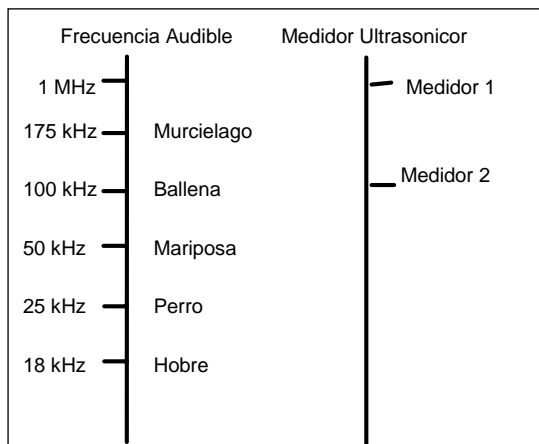 Frecuencia Audible Medidor Ultrasonicor
1 MHz Medidor 1
175 kHz Murcielago
Medidor 2
100 kHz Ballena
50 kHz Mariposa
25 kHz Perro
18 kHz Hobre